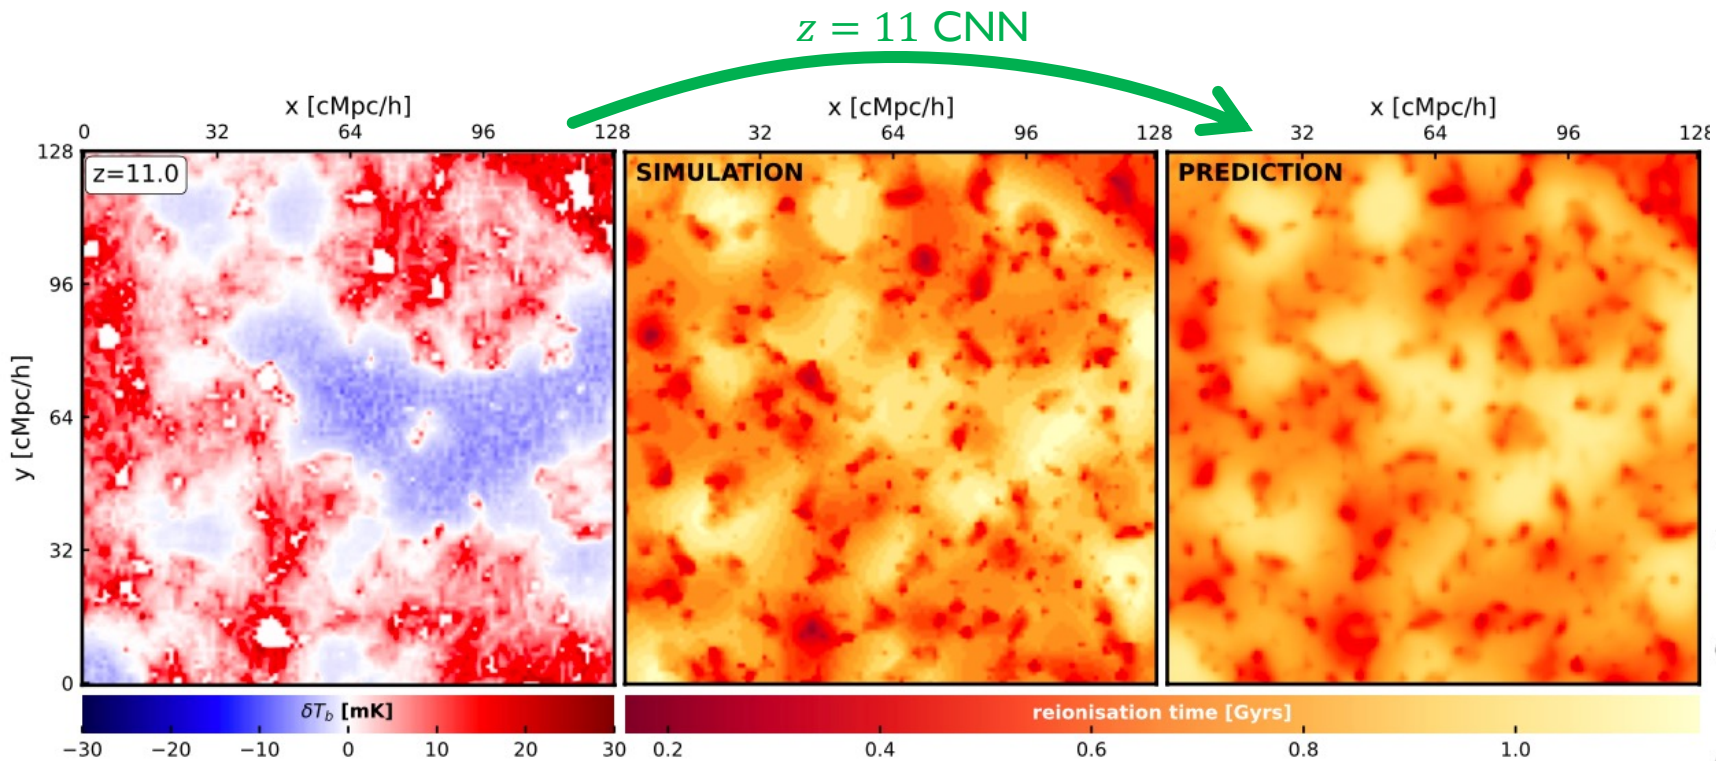 z = 11 CNN
x [cMpc/h]
x [cMpc/h]
x [cMpc/h]
0 32 64 96 128
32 64 96 128
32 64 96 128
128
z=11.0
SIMULATION
PREDICTION
96
y [cMpc/h]
64
32
0
δT_b [mK]
reionisation time [Gyrs]
−30 −20 −10 0 10 20 30
0.2 0.4 0.6 0.8 1.0